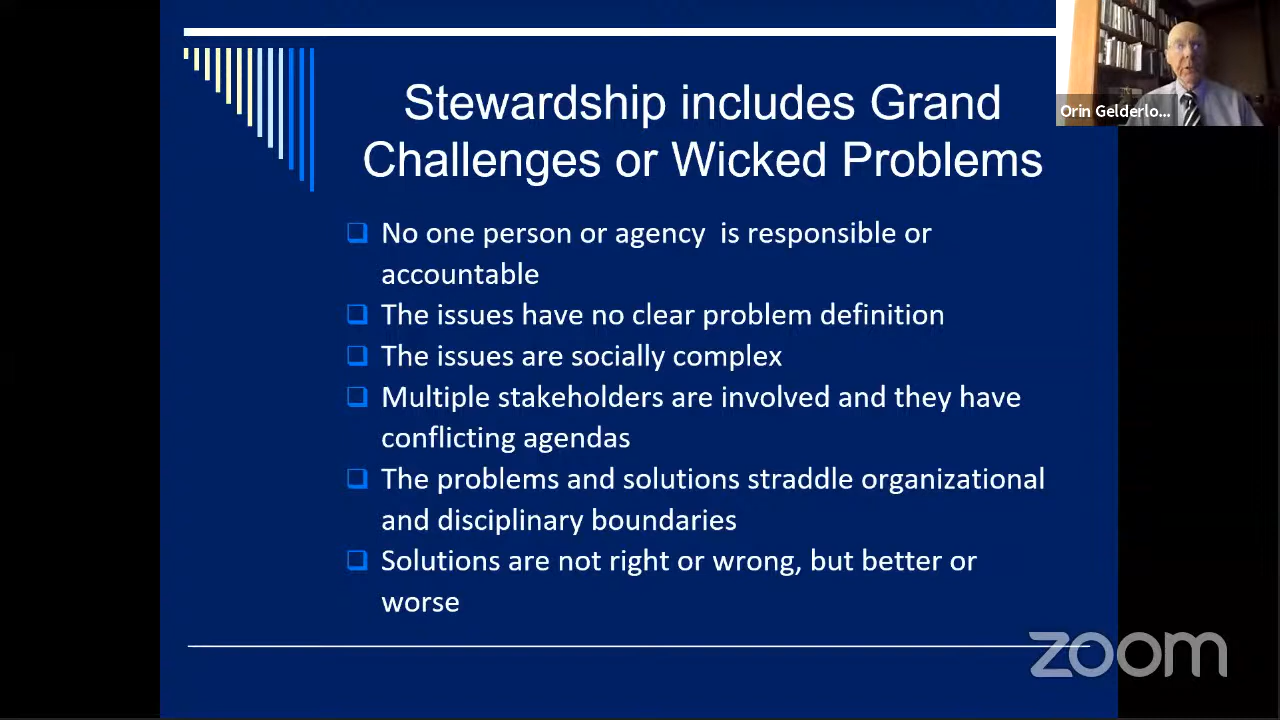 Stewardship includes Grand
Challenges or Wicked Problems
No one person or agency is responsible or
accountable
The issues have no clear problem definition
The issues are socially complex
Multiple stakeholders are involved and they have
conflicting agendas
The problems and solutions straddle organizational
and disciplinary boundaries
Solutions are not right or wrong, but better or
worse
Orin Gelderlo...
zoom